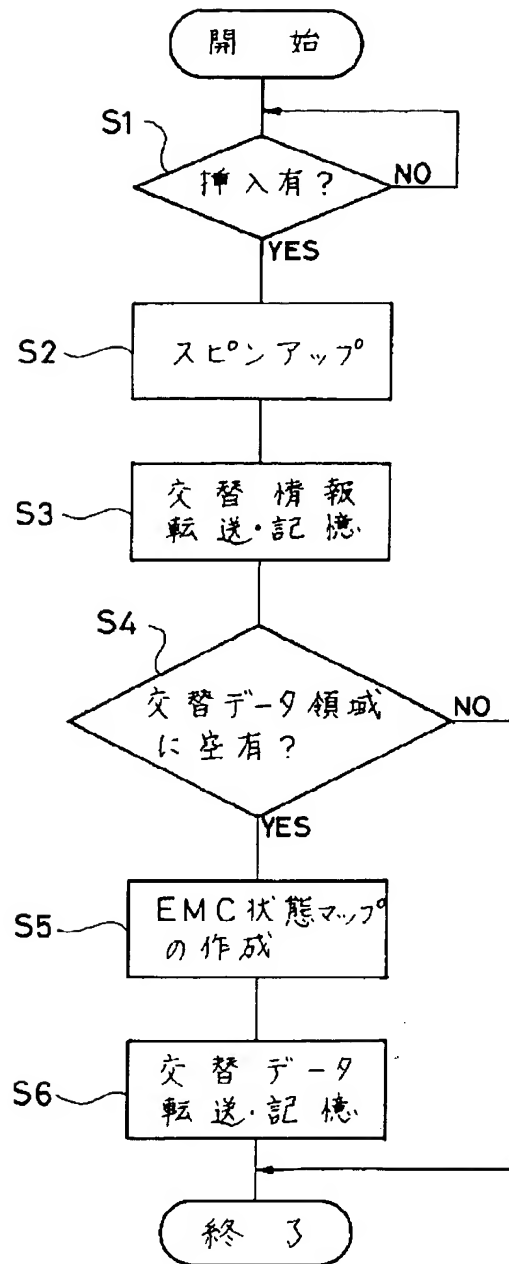 開 始
S1
挿入有?
NO
YES
S2
スピンアップ
S3
交替情報
転送・記憶
S4
交替データ領域
に空有?
NO
YES
S5
EMC状態マップ
の作成
S6
交替データ
転送・記憶
終 了